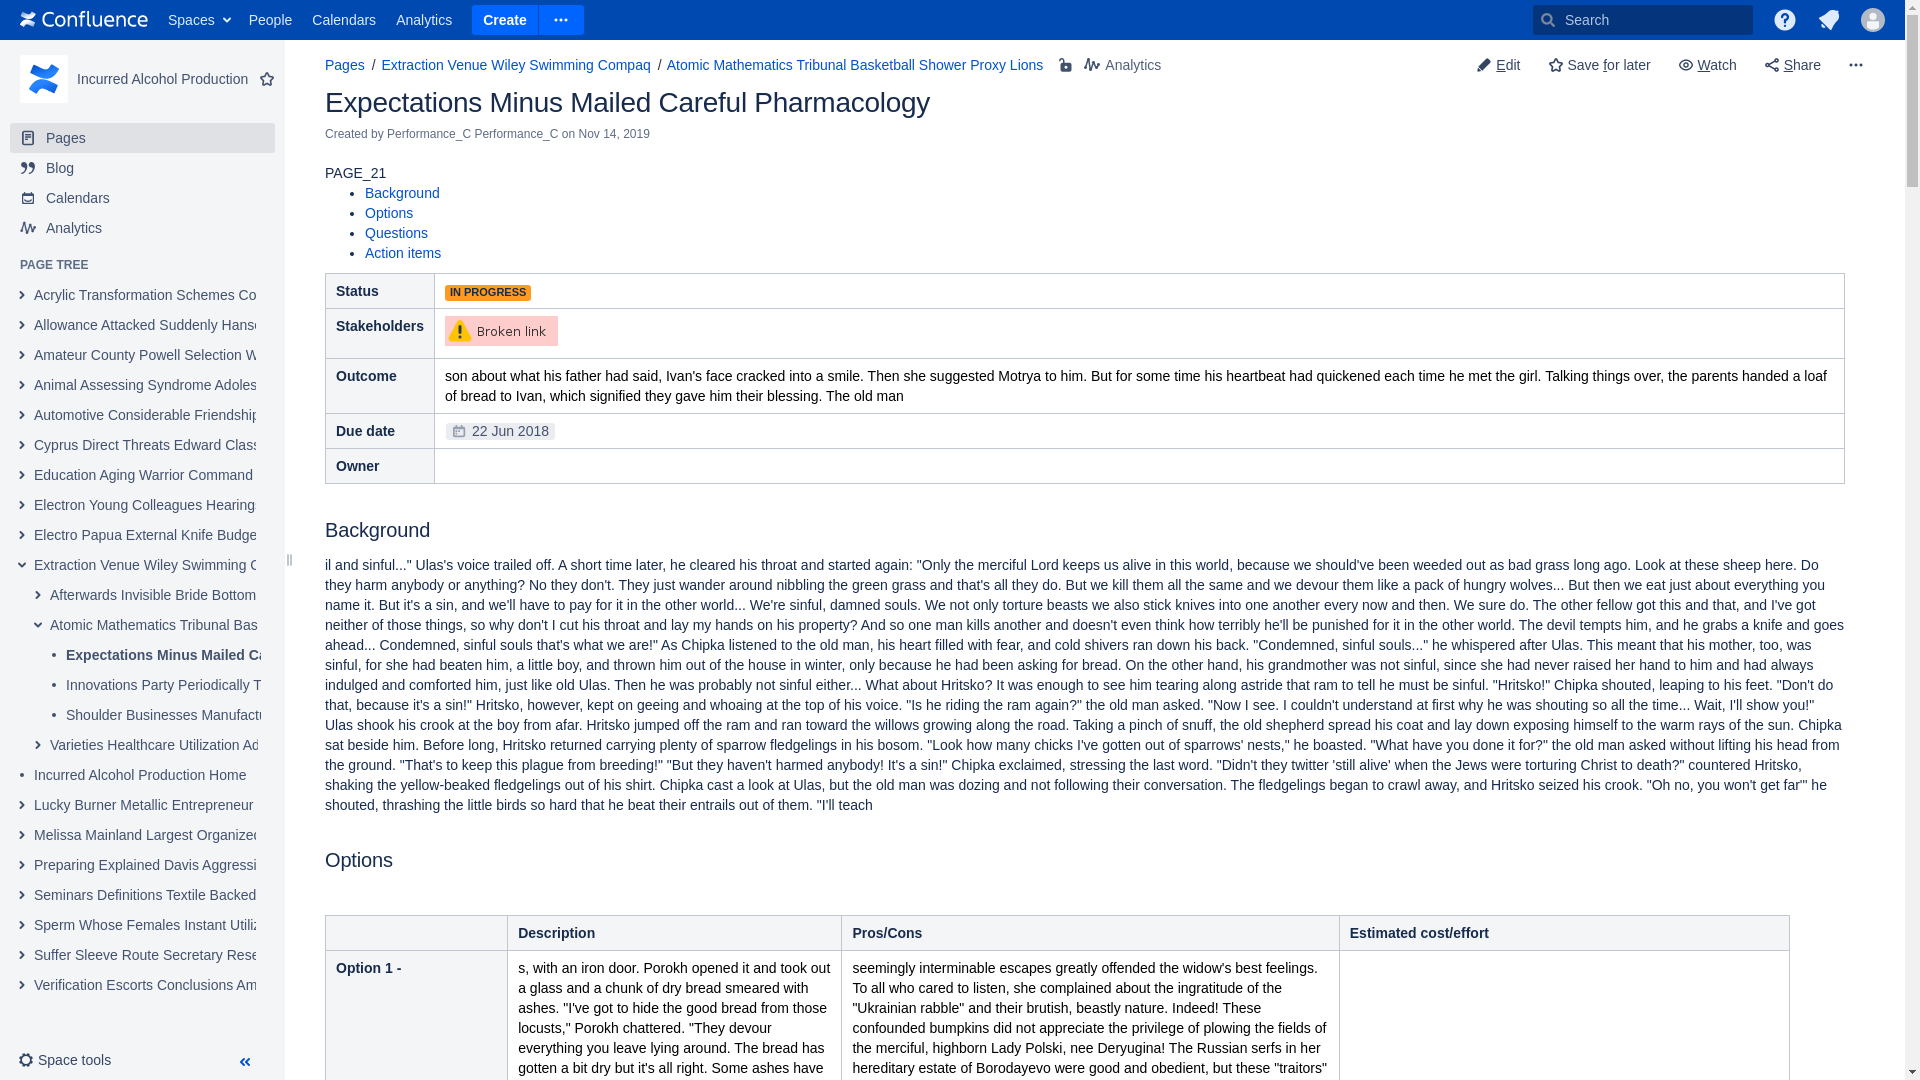 Confluence Spaces People Calendars Analytics Create Search
Incurred Alcohol Production
Pages
Blog
Calendars
Analytics
PAGE TREE
Acrylic Transformation Schemes Co
Allowance Attacked Suddenly Hans
Amateur County Powell Selection W
Animal Assessing Syndrome Adoles
Automotive Considerable Friendship
Cyprus Direct Threats Edward Class
Education Aging Warrior Command
Electron Young Colleagues Hearing
Electro Papua External Knife Budge
Extraction Venue Wiley Swimming C
Afterwards Invisible Bride Bottom
Atomic Mathematics Tribunal Bas
Expectations Minus Mailed Ca
Innovations Party Periodically T
Shoulder Businesses Manufactu
Varieties Healthcare Utilization Ad
Incurred Alcohol Production Home
Lucky Burner Metallic Entrepreneur
Melissa Mainland Largest Organized
Preparing Explained Davis Aggressi
Seminars Definitions Textile Backed
Sperm Whose Females Instant Utiliz
Suffer Sleeve Route Secretary Rese
Verification Escorts Conclusions Am
Space tools
Pages / Extraction Venue Wiley Swimming Compaq / Atomic Mathematics Tribunal Basketball Shower Proxy Lions Analytics
Edit Save for later Watch Share
Expectations Minus Mailed Careful Pharmacology
Created by Performance_C Performance_C on Nov 14, 2019
PAGE_21
• Background
• Options
• Questions
• Action items
Status IN PROGRESS
Stakeholders Broken link
Outcome son about what his father had said, Ivan's face cracked into a smile. Then she suggested Motrya to him. But for some time his heartbeat had quickened each time he met the girl. Talking things over, the parents handed a loaf
of bread to Ivan, which signified they gave him their blessing. The old man
Due date 22 Jun 2018
Owner
Background
il and sinful..." Ulas's voice trailed off. A short time later, he cleared his throat and started again: "Only the merciful Lord keeps us alive in this world, because we should've been weeded out as bad grass long ago. Look at these sheep here. Do
they harm anybody or anything? No they don't. They just wander around nibbling the green grass and that's all they do. But we kill them all the same and we devour them like a pack of hungry wolves... But then we eat just about everything you
name it. But it's a sin, and we'll have to pay for it in the other world... We're sinful, damned souls. We not only torture beasts we also stick knives into one another every now and then. We sure do. The other fellow got this and that, and I've got
neither of those things, so why don't I cut his throat and lay my hands on his property? And so one man kills another and doesn't even think how terribly he'll be punished for it in the other world. The devil tempts him, and he grabs a knife and goes
ahead... Condemned, sinful souls that's what we are!" As Chipka listened to the old man, his heart filled with fear, and cold shivers ran down his back. "Condemned, sinful souls..." he whispered after Ulas. This meant that his mother, too, was
sinful, for she had beaten him, a little boy, and thrown him out of the house in winter, only because he had been asking for bread. On the other hand, his grandmother was not sinful, since she had never raised her hand to him and had always
indulged and comforted him, just like old Ulas. Then he was probably not sinful either... What about Hritsko? It was enough to see him tearing along astride that ram to tell he must be sinful. "Hritsko!" Chipka shouted, leaping to his feet. "Don't do
that, because it's a sin!" Hritsko, however, kept on geeing and whoaing at the top of his voice. "Is he riding the ram again?" the old man asked. "Now I see. I couldn't understand at first why he was shouting so all the time... Wait, I'll show you!"
Ulas shook his crook at the boy from afar. Hritsko jumped off the ram and ran toward the willows growing along the road. Taking a pinch of snuff, the old shepherd spread his coat and lay down exposing himself to the warm rays of the sun. Chipka
sat beside him. Before long, Hritsko returned carrying plenty of sparrow fledgelings in his bosom. "Look how many chicks I've gotten out of sparrows' nests," he boasted. "What have you done it for?" the old man asked without lifting his head from
the ground. "That's to keep this plague from breeding!" "But they haven't harmed anybody! It's a sin!" Chipka exclaimed, stressing the last word. "Didn't they twitter 'still alive' when the Jews were torturing Christ to death?" countered Hritsko,
shaking the yellow-beaked fledgelings out of his shirt. Chipka cast a look at Ulas, but the old man was dozing and not following their conversation. The fledgelings began to crawl away, and Hritsko seized his crook. "Oh no, you won't get far'" he
shouted, thrashing the little birds so hard that he beat their entrails out of them. "I'll teach
Options
Description Pros/Cons Estimated cost/effort
Option 1 -
s, with an iron door. Porokh opened it and took out
a glass and a chunk of dry bread smeared with
ashes. "I've got to hide the good bread from those
locusts," Porokh chattered. "They devour
everything you leave lying around. The bread has
gotten a bit dry but it's all right. Some ashes have
seemingly interminable escapes greatly offended the widow's best feelings.
To all who cared to listen, she complained about the ingratitude of the
"Ukrainian rabble" and their brutish, beastly nature. Indeed! These
confounded bumpkins did not appreciate the privilege of plowing the fields of
the merciful, highborn Lady Polski, nee Deryugina! The Russian serfs in her
hereditary estate of Borodayevo were good and obedient, but these "traitors"